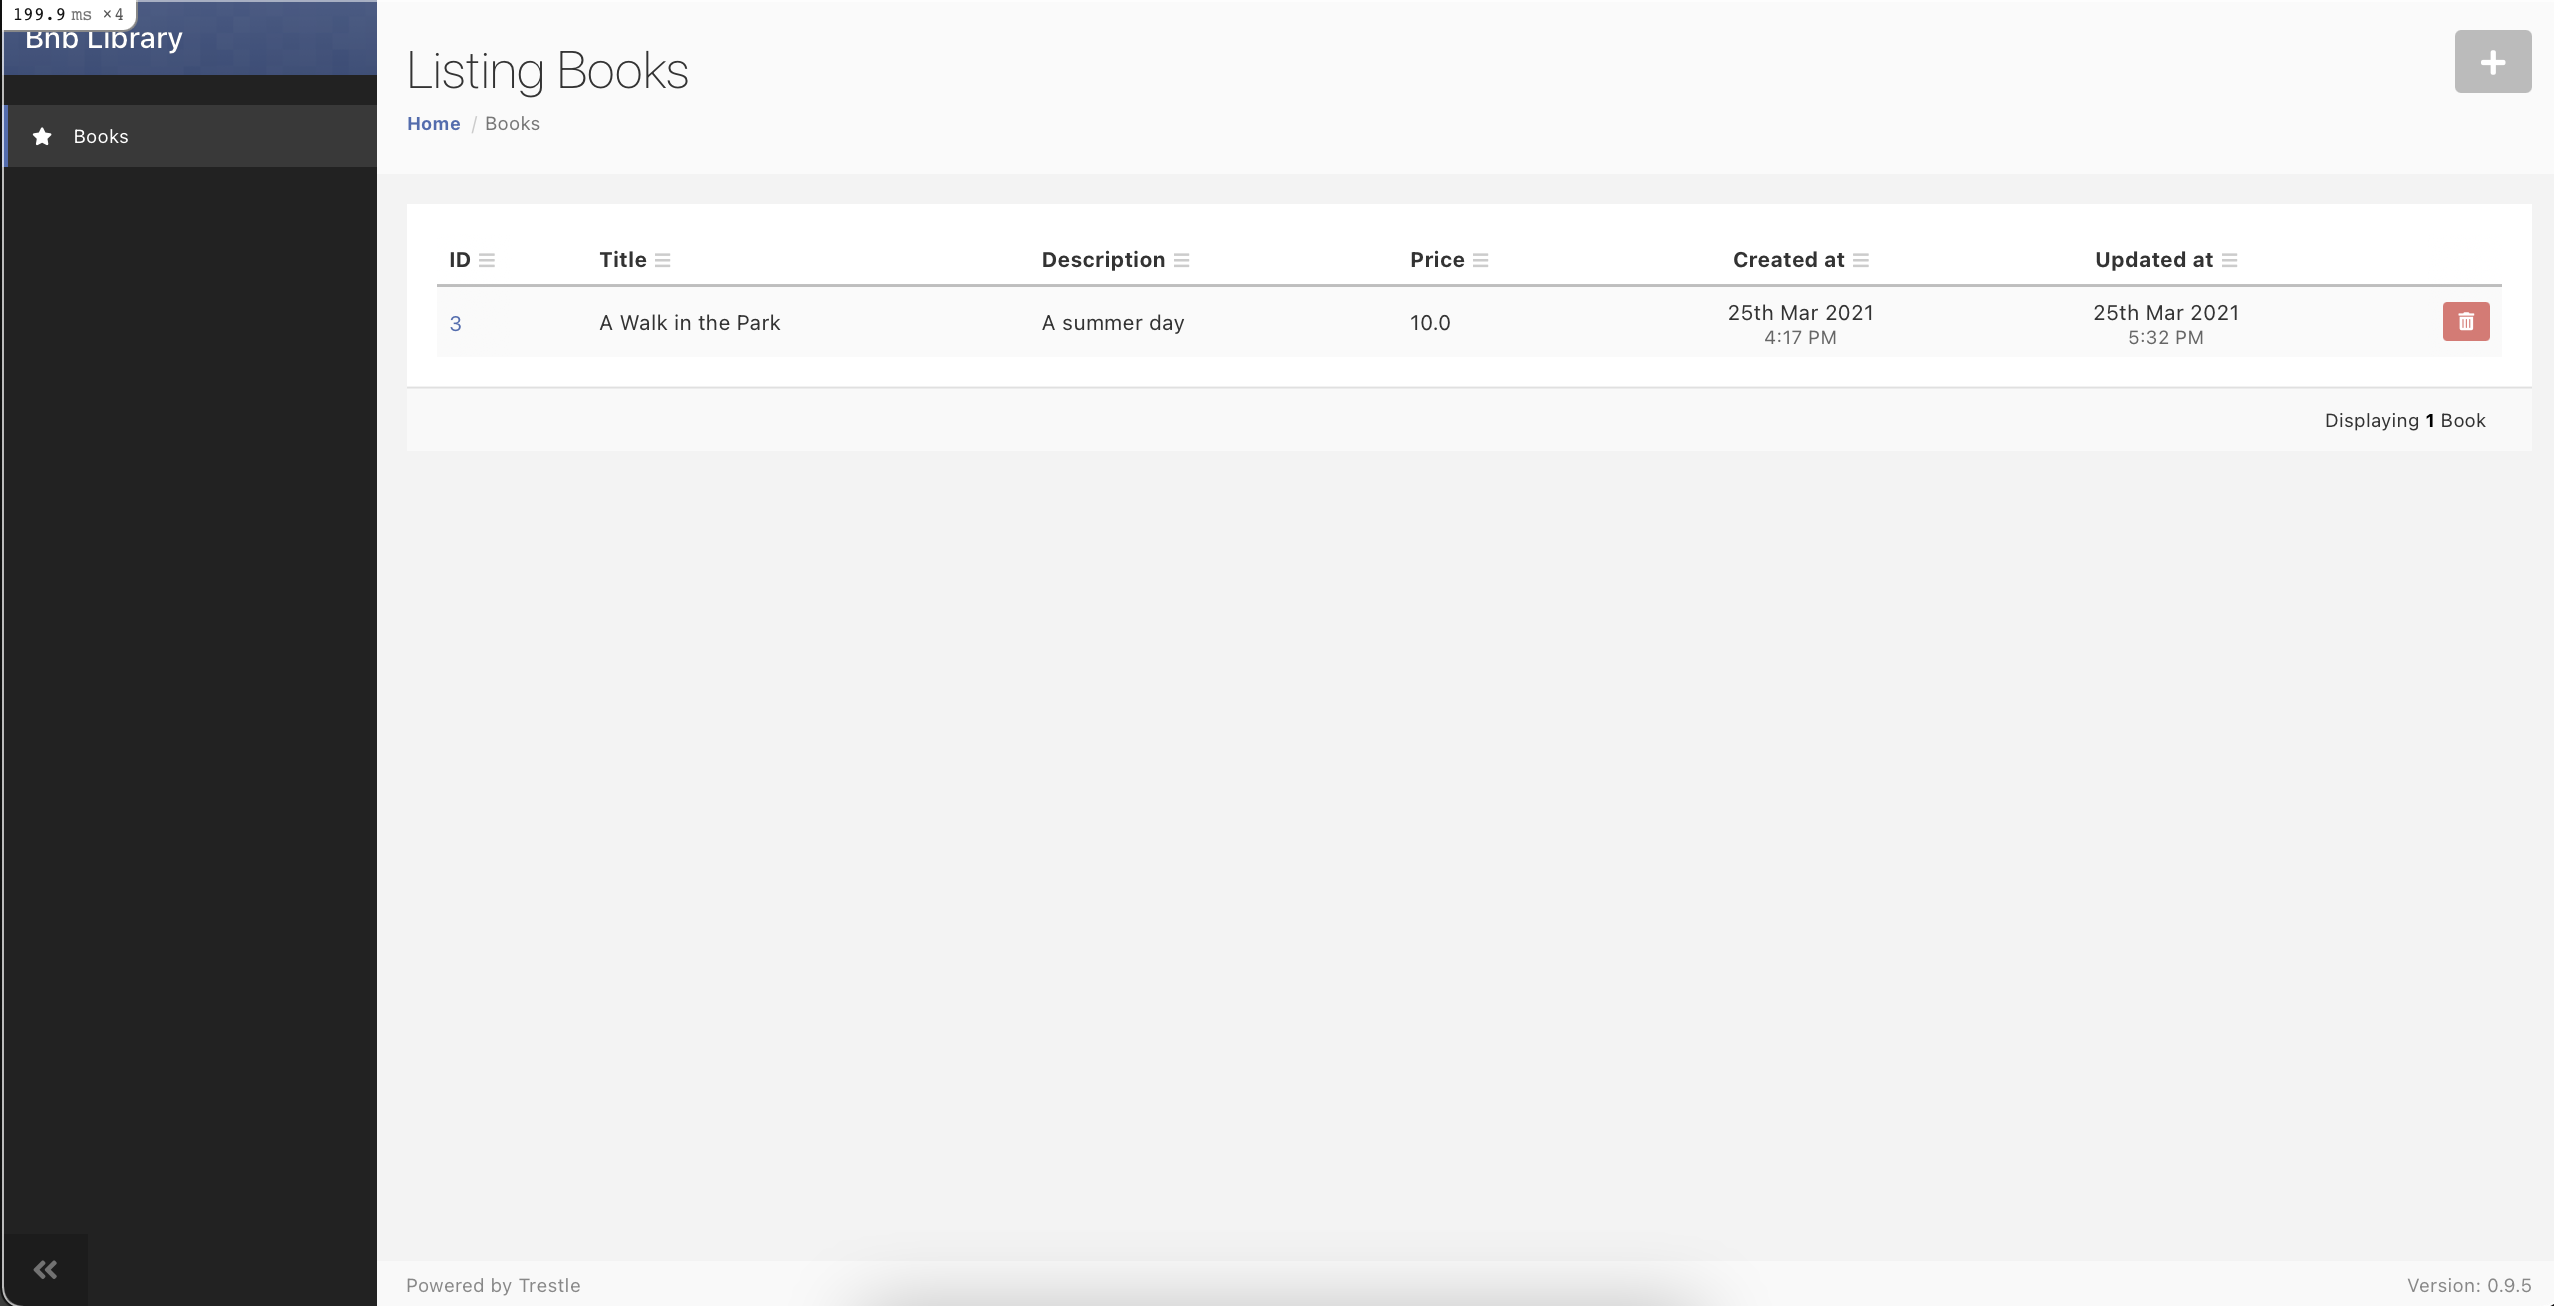 199.9 ms ×4
Bnb Library
Books
Listing Books
Home / Books
ID Title Description Price Created at Updated at
3 A Walk in the Park A summer day 10.0 25th Mar 2021 25th Mar 2021
4:17 PM 5:32 PM
Displaying 1 Book
Powered by Trestle Version: 0.9.5